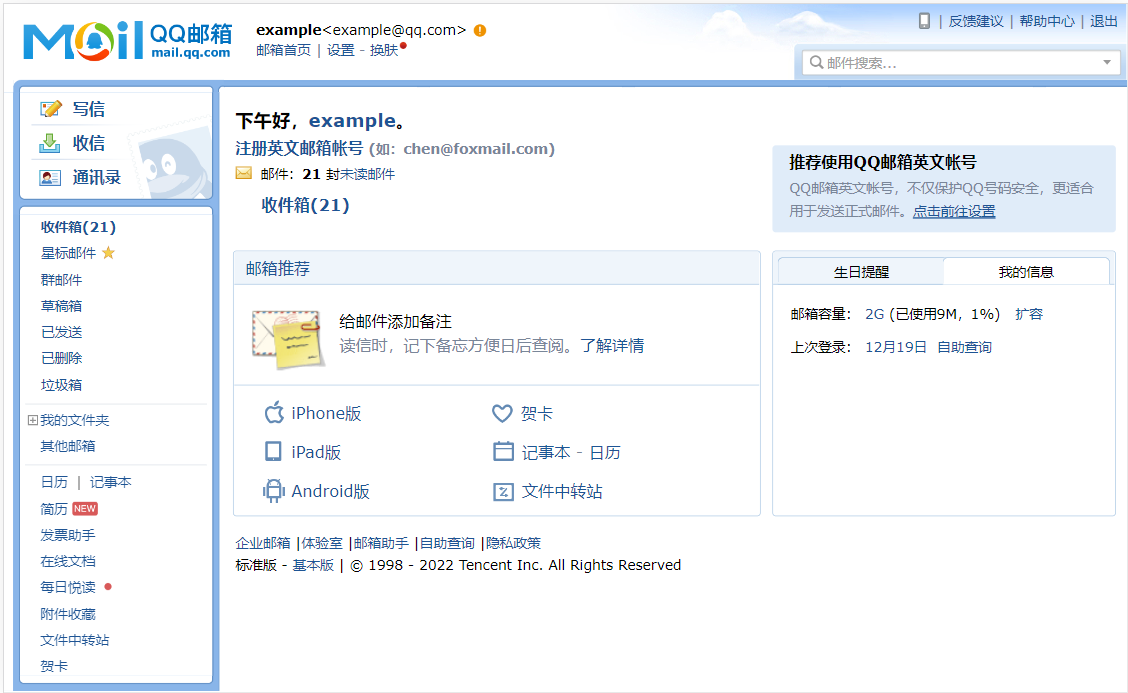 Mail QQ邮箱
mail.qq.com
example<example@qq.com>
邮箱首页 | 设置 - 换肤
| 反馈建议 | 帮助中心 | 退出
邮件搜索...
写信
收信
通讯录
收件箱(21)
星标邮件
群邮件
草稿箱
已发送
已删除
垃圾箱
我的文件夹
其他邮箱
日历 | 记事本
简历 NEW
发票助手
在线文档
每日悦读
附件收藏
文件中转站
贺卡
下午好，example。
注册英文邮箱帐号 (如: chen@foxmail.com)
邮件: 21 封未读邮件
收件箱(21)
推荐使用QQ邮箱英文帐号
QQ邮箱英文帐号，不仅保护QQ号码安全，更适合
用于发送正式邮件。点击前往设置
邮箱推荐
给邮件添加备注
读信时，记下备忘方便日后查阅。了解详情
iPhone版
贺卡
iPad版
记事本 - 日历
Android版
文件中转站
生日提醒
我的信息
邮箱容量: 2G (已使用9M，1%) 扩容
上次登录: 12月19日 自助查询
企业邮箱 |体验室 |邮箱助手 |自助查询 |隐私政策
标准版 - 基本版 | © 1998 - 2022 Tencent Inc. All Rights Reserved